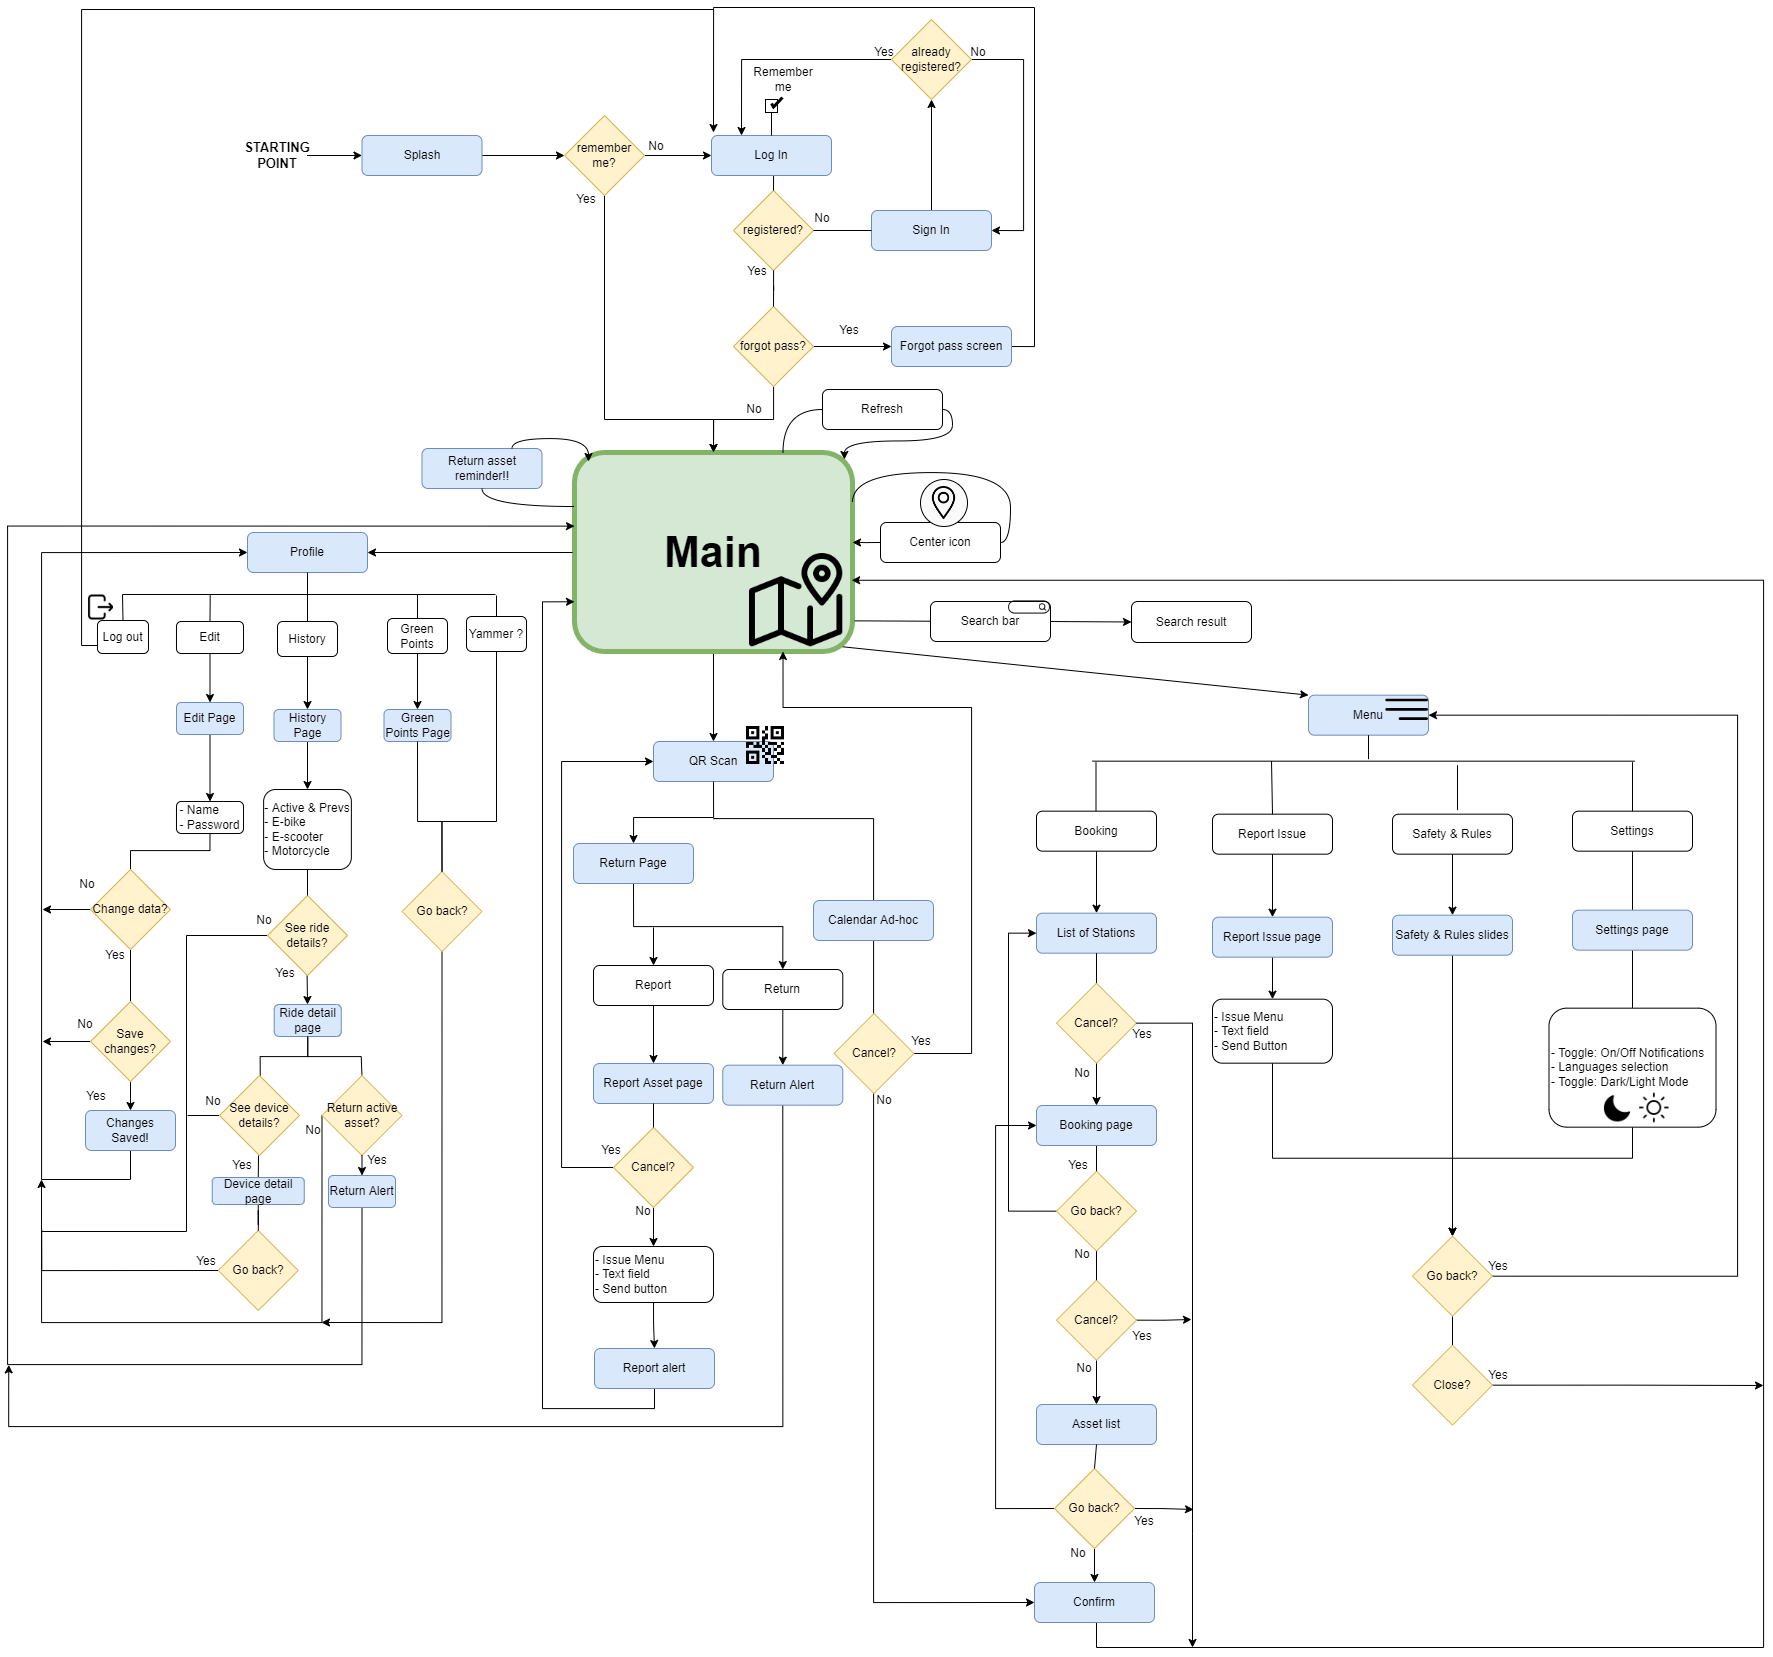 already
registered?
Yes
No
Remember
me
STARTING
POINT
Splash
remember
me?
No
Log In
Yes
registered?
No
Sign In
Yes
forgot pass?
Yes
Forgot pass screen
No
Refresh
Return asset
reminder!!
Main
Center icon
Profile
Search bar
Search result
Log out
Edit
History
Green
Points
Yammer ?
Menu
Edit Page
History
Page
Green
Points Page
QR Scan
- Name
- Password
- Active & Prevs
- E-bike
- E-scooter
- Motorcycle
Booking
Report Issue
Safety & Rules
Settings
Return Page
No
Change data?
Yes
No
See ride
details?
Yes
Go back?
Calendar Ad-hoc
List of Stations
Report Issue page
Safety & Rules slides
Settings page
Report
Return
No
Save
changes?
Yes
Ride detail
page
Cancel?
Yes
No
Cancel?
Yes
No
- Issue Menu
- Text field
- Send Button
- Toggle: On/Off Notifications
- Languages selection
- Toggle: Dark/Light Mode
Report Asset page
Return Alert
Changes
Saved!
No
See device
details?
Yes
Return active
asset?
No
Yes
Booking page
Yes
Device detail
page
Return Alert
Yes
Cancel?
No
Go back?
No
Yes
Go back?
- Issue Menu
- Text field
- Send button
Go back?
Yes
Cancel?
Yes
No
Report alert
Close?
Yes
Asset list
Go back?
Yes
No
Confirm